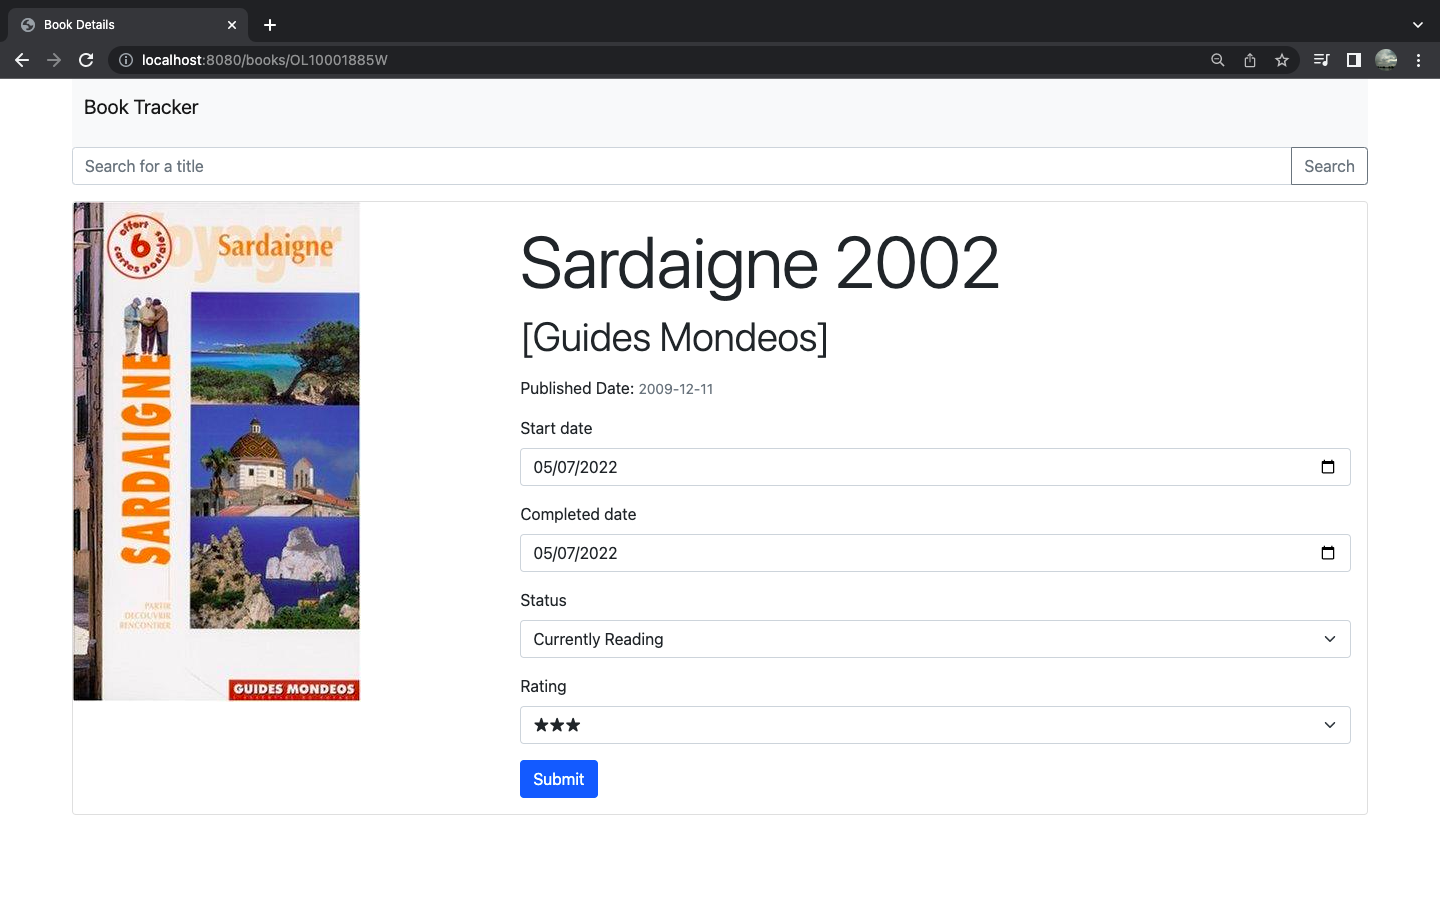 Book Details
localhost:8080/books/OL10001885W
Book Tracker
Search for a title
Search
Voyager
offert
6
cartes postales
Sardaigne
SARDAIGNE
PARTIR
DECOUVRIR
RENCONTRER
GUIDES MONDEOS
Sardaigne 2002
[Guides Mondeos]
Published Date: 2009-12-11
Start date
05/07/2022
Completed date
05/07/2022
Status
Currently Reading
Rating
★★★
Submit